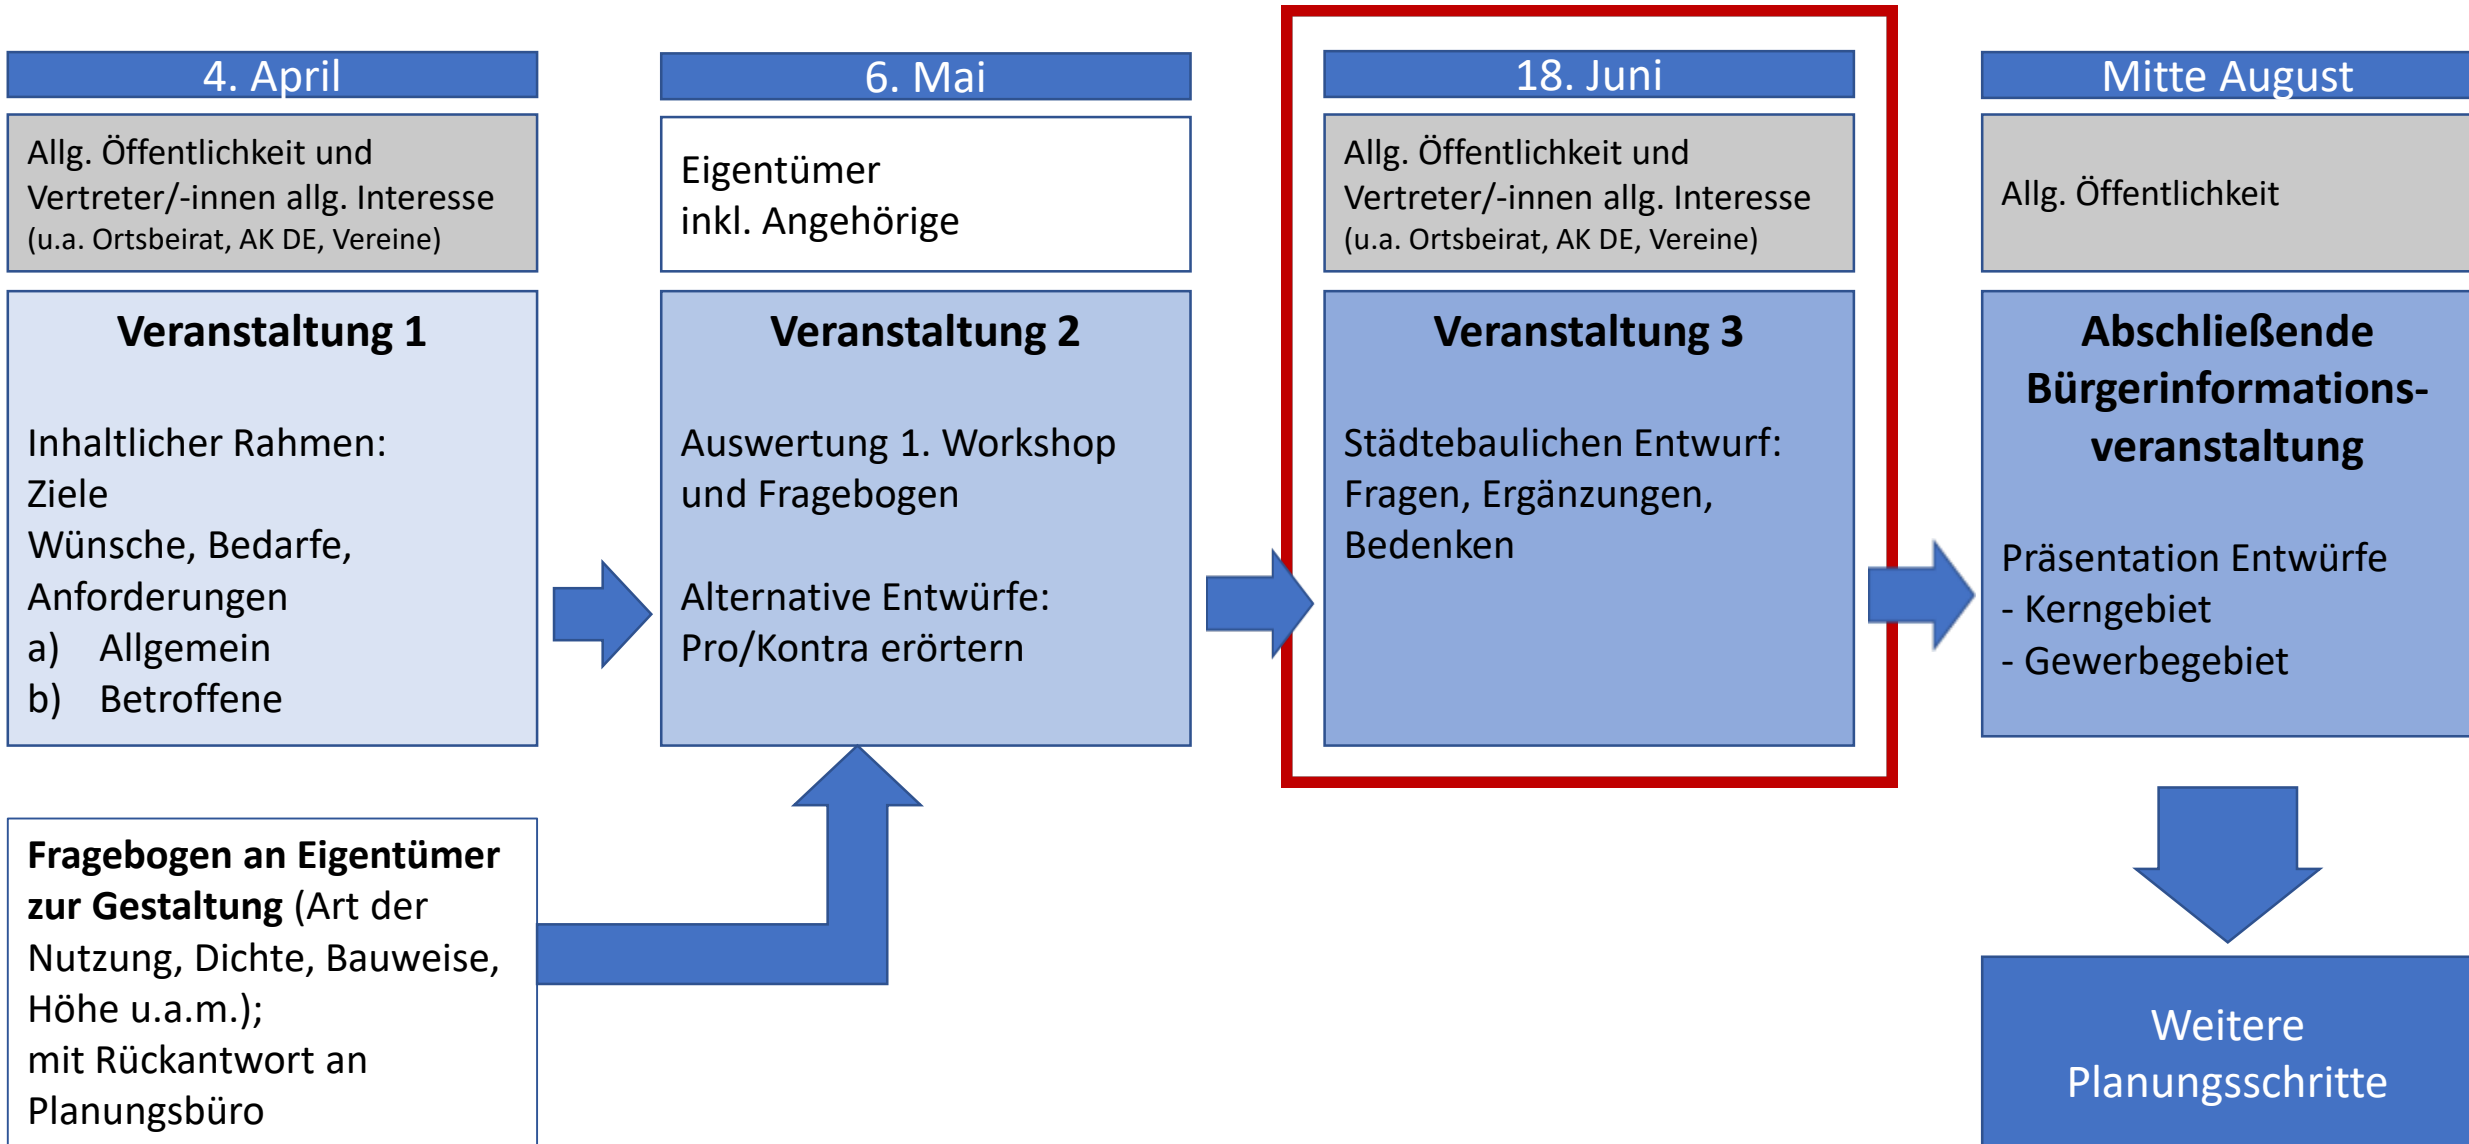 4. April
Allg. Öffentlichkeit und
Vertreter/-innen allg. Interesse
(u.a. Ortsbeirat, AK DE, Vereine)
Veranstaltung 1
Inhaltlicher Rahmen:
Ziele
Wünsche, Bedarfe,
Anforderungen
a) Allgemein
b) Betroffene
Fragebogen an Eigentümer
zur Gestaltung (Art der
Nutzung, Dichte, Bauweise,
Höhe u.a.m.);
mit Rückantwort an
Planungsbüro
6. Mai
Eigentümer
inkl. Angehörige
Veranstaltung 2
Auswertung 1. Workshop
und Fragebogen
Alternative Entwürfe:
Pro/Kontra erörtern
18. Juni
Allg. Öffentlichkeit und
Vertreter/-innen allg. Interesse
(u.a. Ortsbeirat, AK DE, Vereine)
Veranstaltung 3
Städtebaulichen Entwurf:
Fragen, Ergänzungen,
Bedenken
Mitte August
Allg. Öffentlichkeit
Abschließende
Bürgerinformations-
veranstaltung
Präsentation Entwürfe
- Kerngebiet
- Gewerbegebiet
Weitere
Planungsschritte